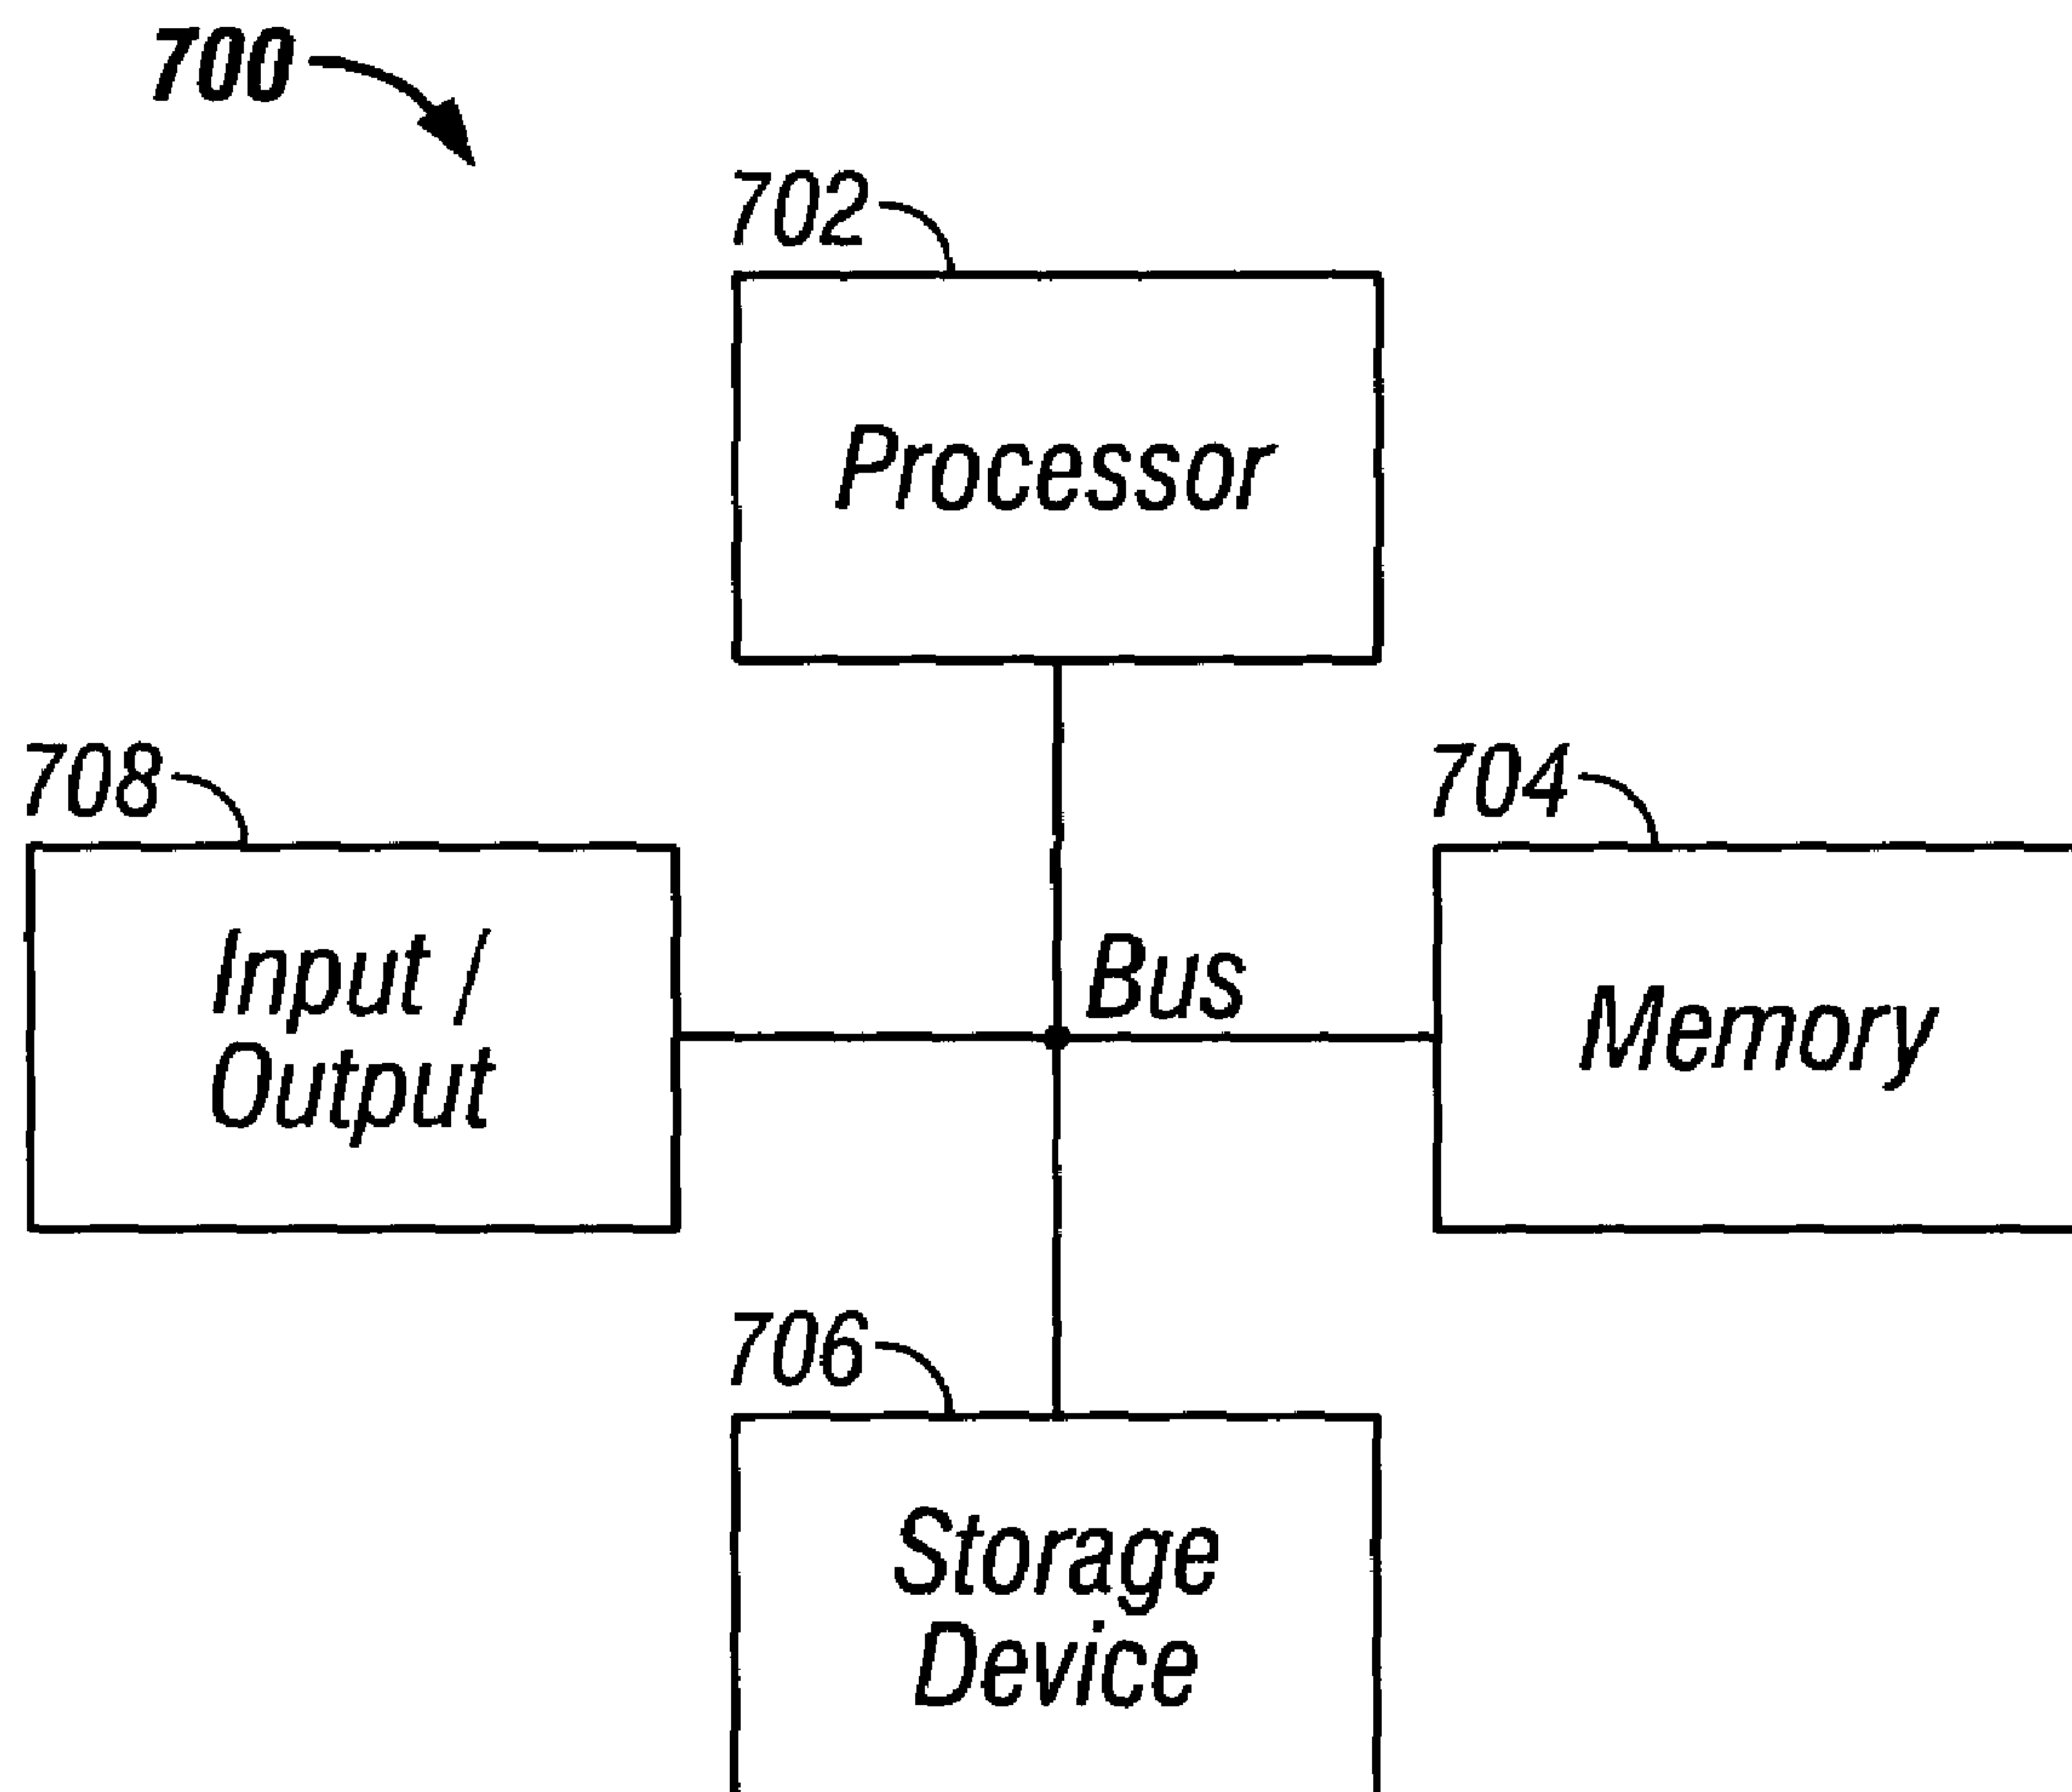 700
702
Processor
708
704
Bus
Input /
Output
Memory
706
Storage
Device